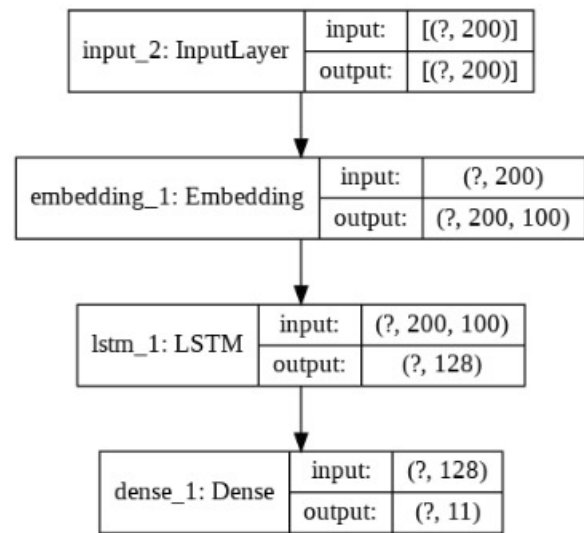 input_2: InputLayer
input: [(?, 200)]
output: [(?, 200)]
embedding_1: Embedding
input: (?, 200)
output: (?, 200, 100)
lstm_1: LSTM
input: (?, 200, 100)
output: (?, 128)
dense_1: Dense
input: (?, 128)
output: (?, 11)